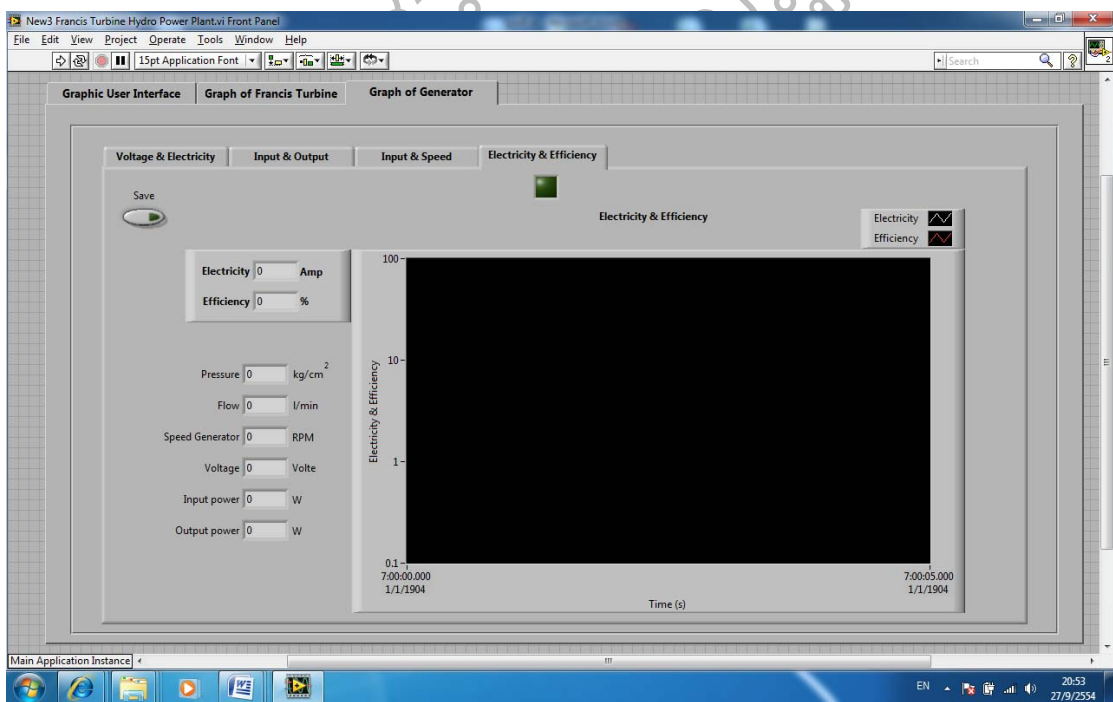 New3 Francis Turbine Hydro Power Plant.vi Front Panel
File Edit View Project Operate Tools Window Help
15pt Application Font
Search
2
Graphic User Interface Graph of Francis Turbine Graph of Generator
Voltage & Electricity Input & Output Input & Speed Electricity & Efficiency
Save
Electricity & Efficiency
Electricity
Efficiency
Electricity 0 Amp
Efficiency 0 %
Pressure 0 kg/cm2
Flow 0 l/min
Speed Generator 0 RPM
Voltage 0 Volte
Input power 0 W
Output power 0 W
Electricity & Efficiency
100
10
1
0.1
7:00:00.000 7:00:05.000
1/1/1904 1/1/1904
Time (s)
Main Application Instance
EN 20:53
27/9/2554